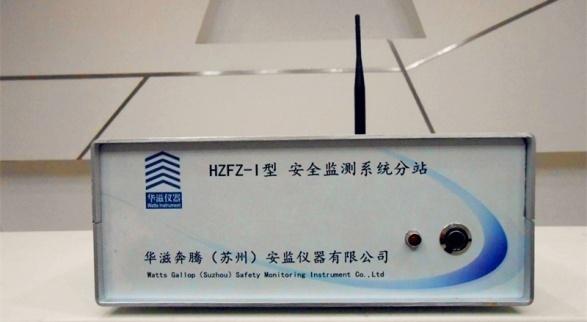 HZFZ-I型 安全监测系统分站
华滋仪器
Watts Instrument
华滋奔腾（苏州）安监仪器有限公司
Watts Gallop (Suzhou) Safety Monitoring Instrument Co.,Ltd